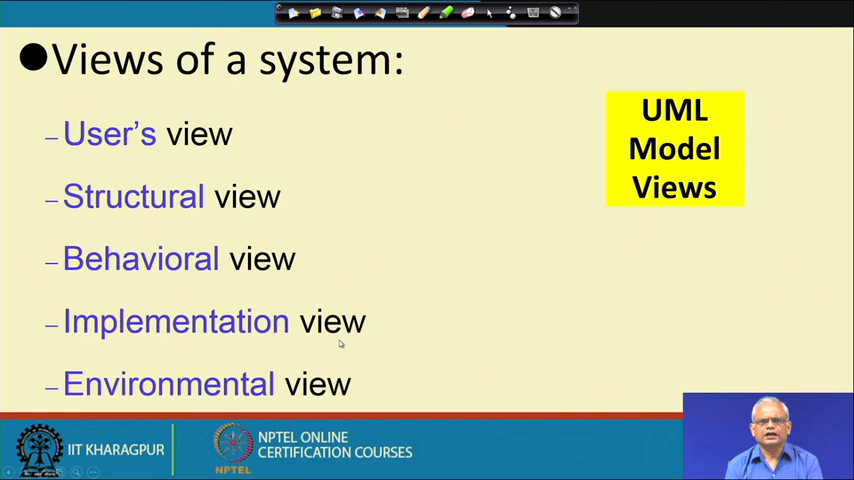 ●Views of a system:
UML
Model
Views
– User's view
– Structural view
– Behavioral view
– Implementation view
– Environmental view
IIT KHARAGPUR
NPTEL
NPTEL ONLINE
CERTIFICATION COURSES